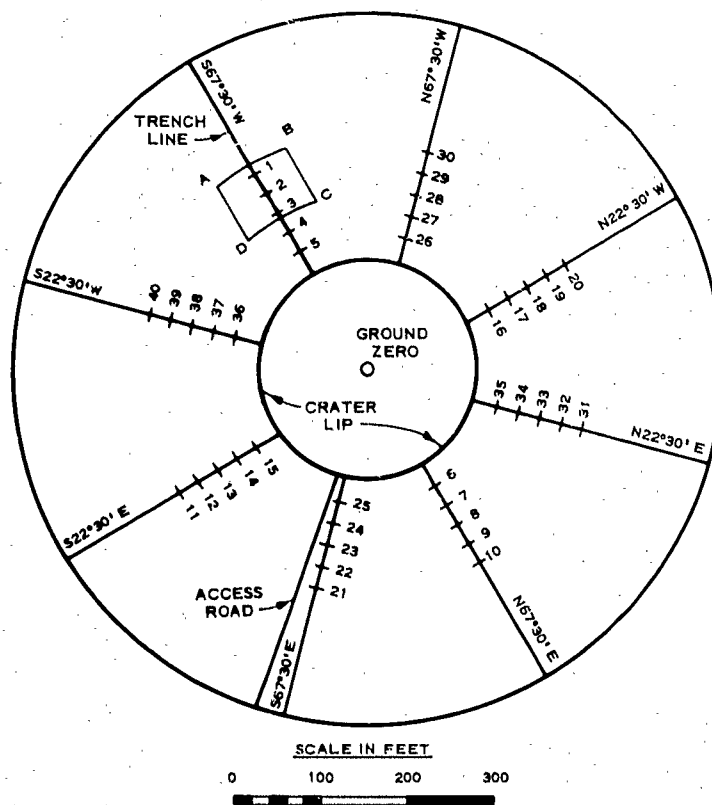 S67°30'W
N67°30'W
TRENCH
LINE
A
B
C
D
1
2
3
4
5
30
29
28
27
26
N22°30'W
20
19
18
17
16
S22°30'W
40
39
38
37
36
GROUND
ZERO
CRATER
LIP
35
34
33
32
31
N22°30'E
S22°30'E
15
14
13
12
11
6
7
8
9
10
N67°30'E
25
24
23
22
21
ACCESS
ROAD
S67°30'E
SCALE IN FEET
0 100 200 300